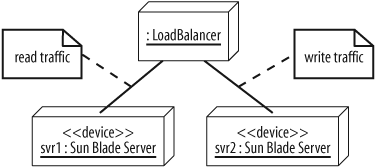 : LoadBalancer
read traffic
write traffic
<<device>>
svr1 : Sun Blade Server
<<device>>
svr2 : Sun Blade Server